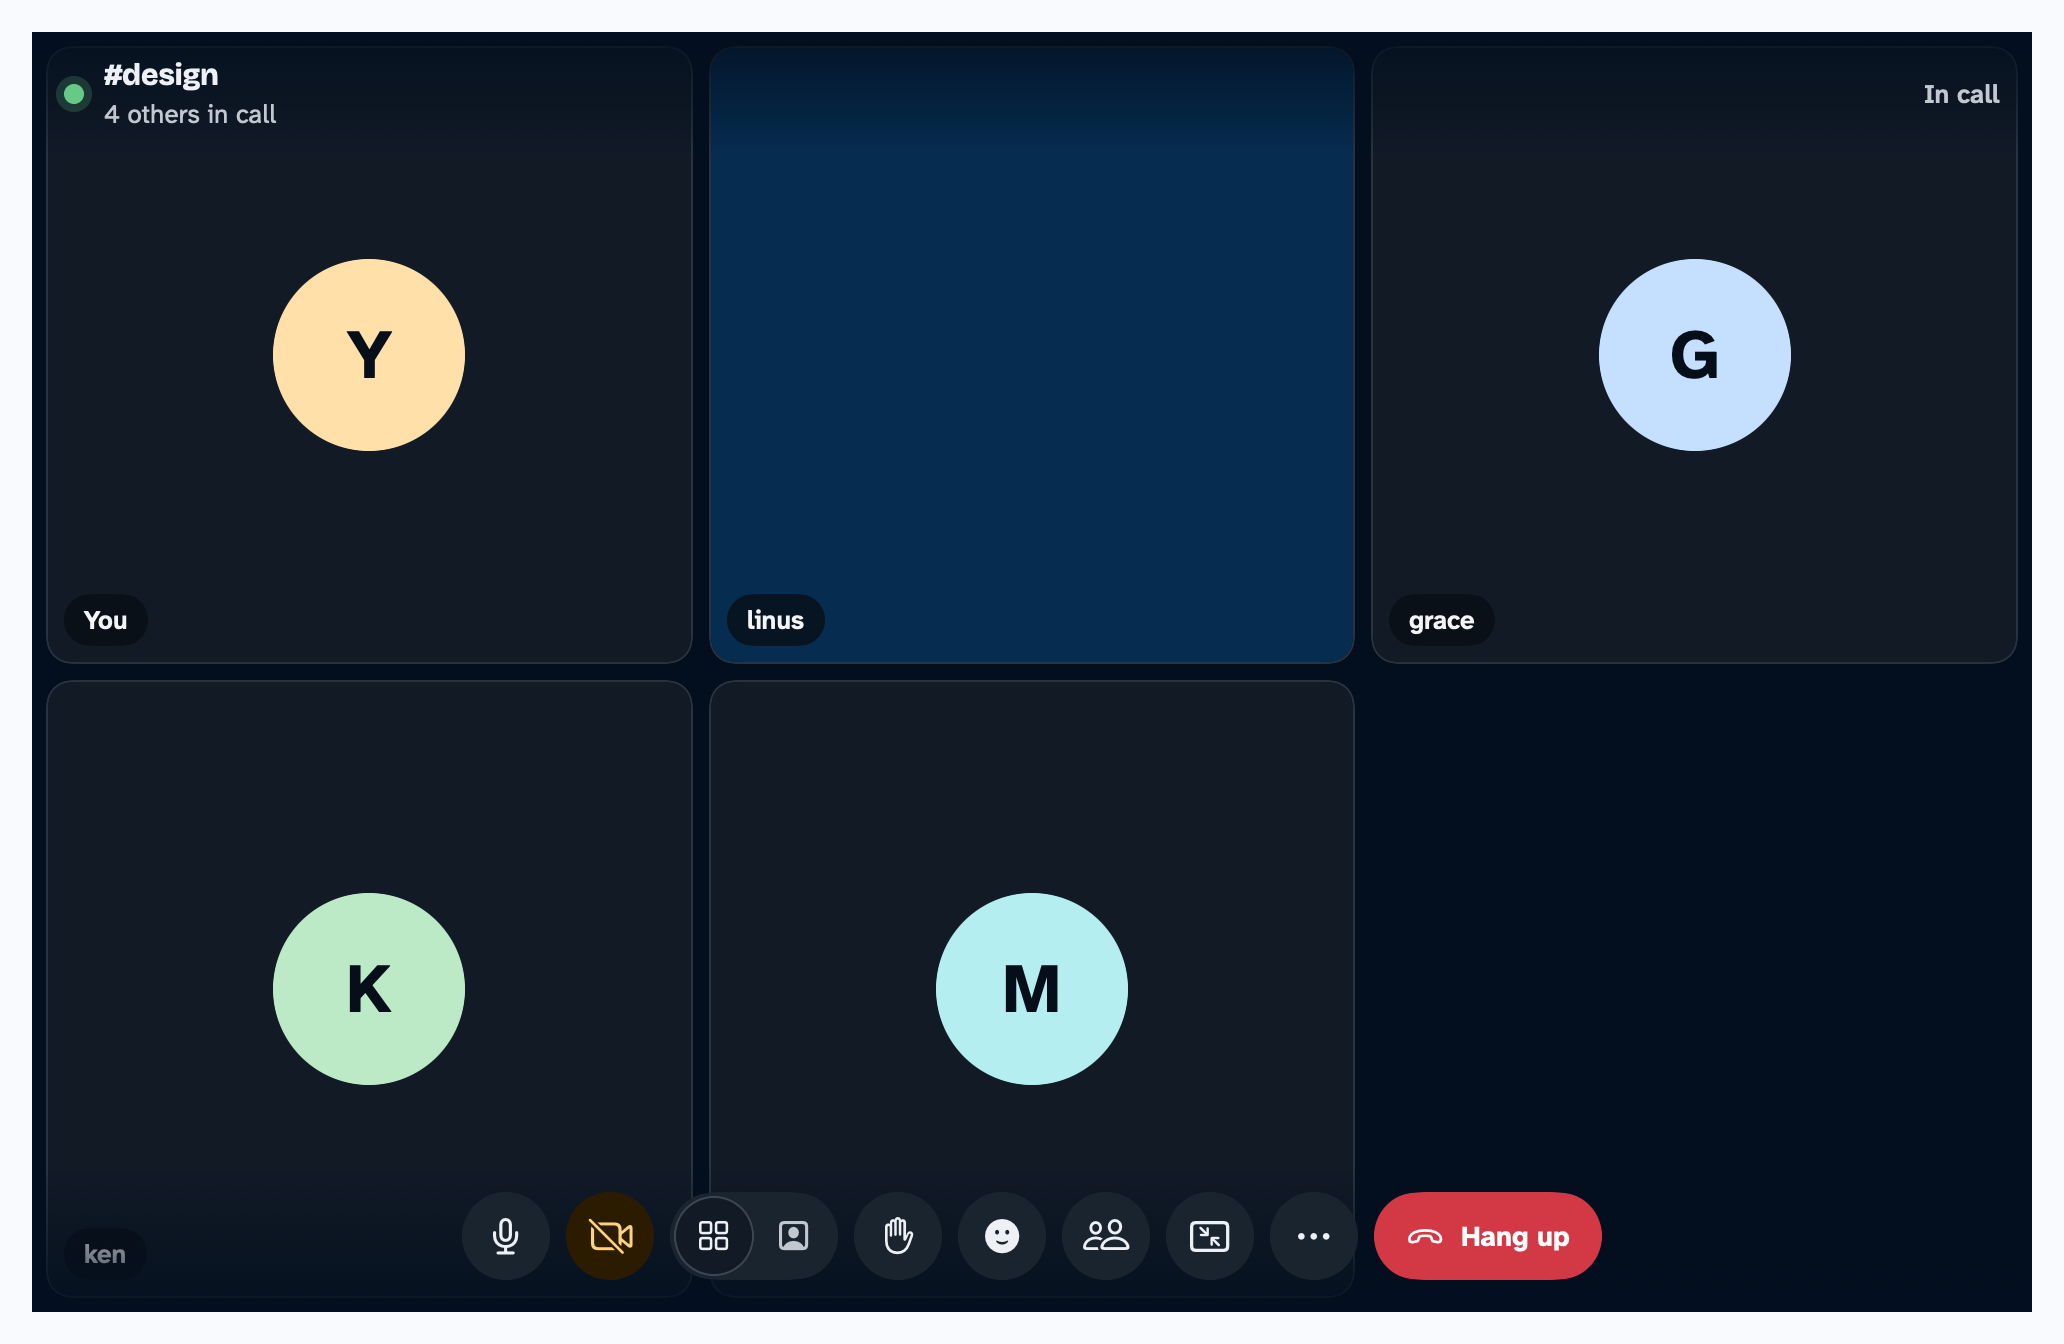 #design
4 others in call
In call
Y
G
You
linus
grace
K
M
ken
Hang up